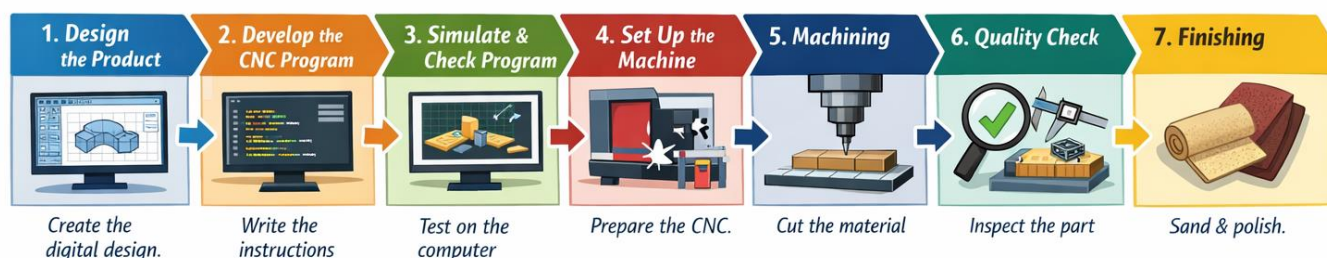 1. Design
the Product
2. Develop the
CNC Program
3. Simulate &
Check Program
4. Set Up the
Machine
5. Machining
6. Quality Check
7. Finishing
Create the
digital design.
Write the
instructions
Test on the
computer
Prepare the CNC.
Cut the material
Inspect the part
Sand & polish.